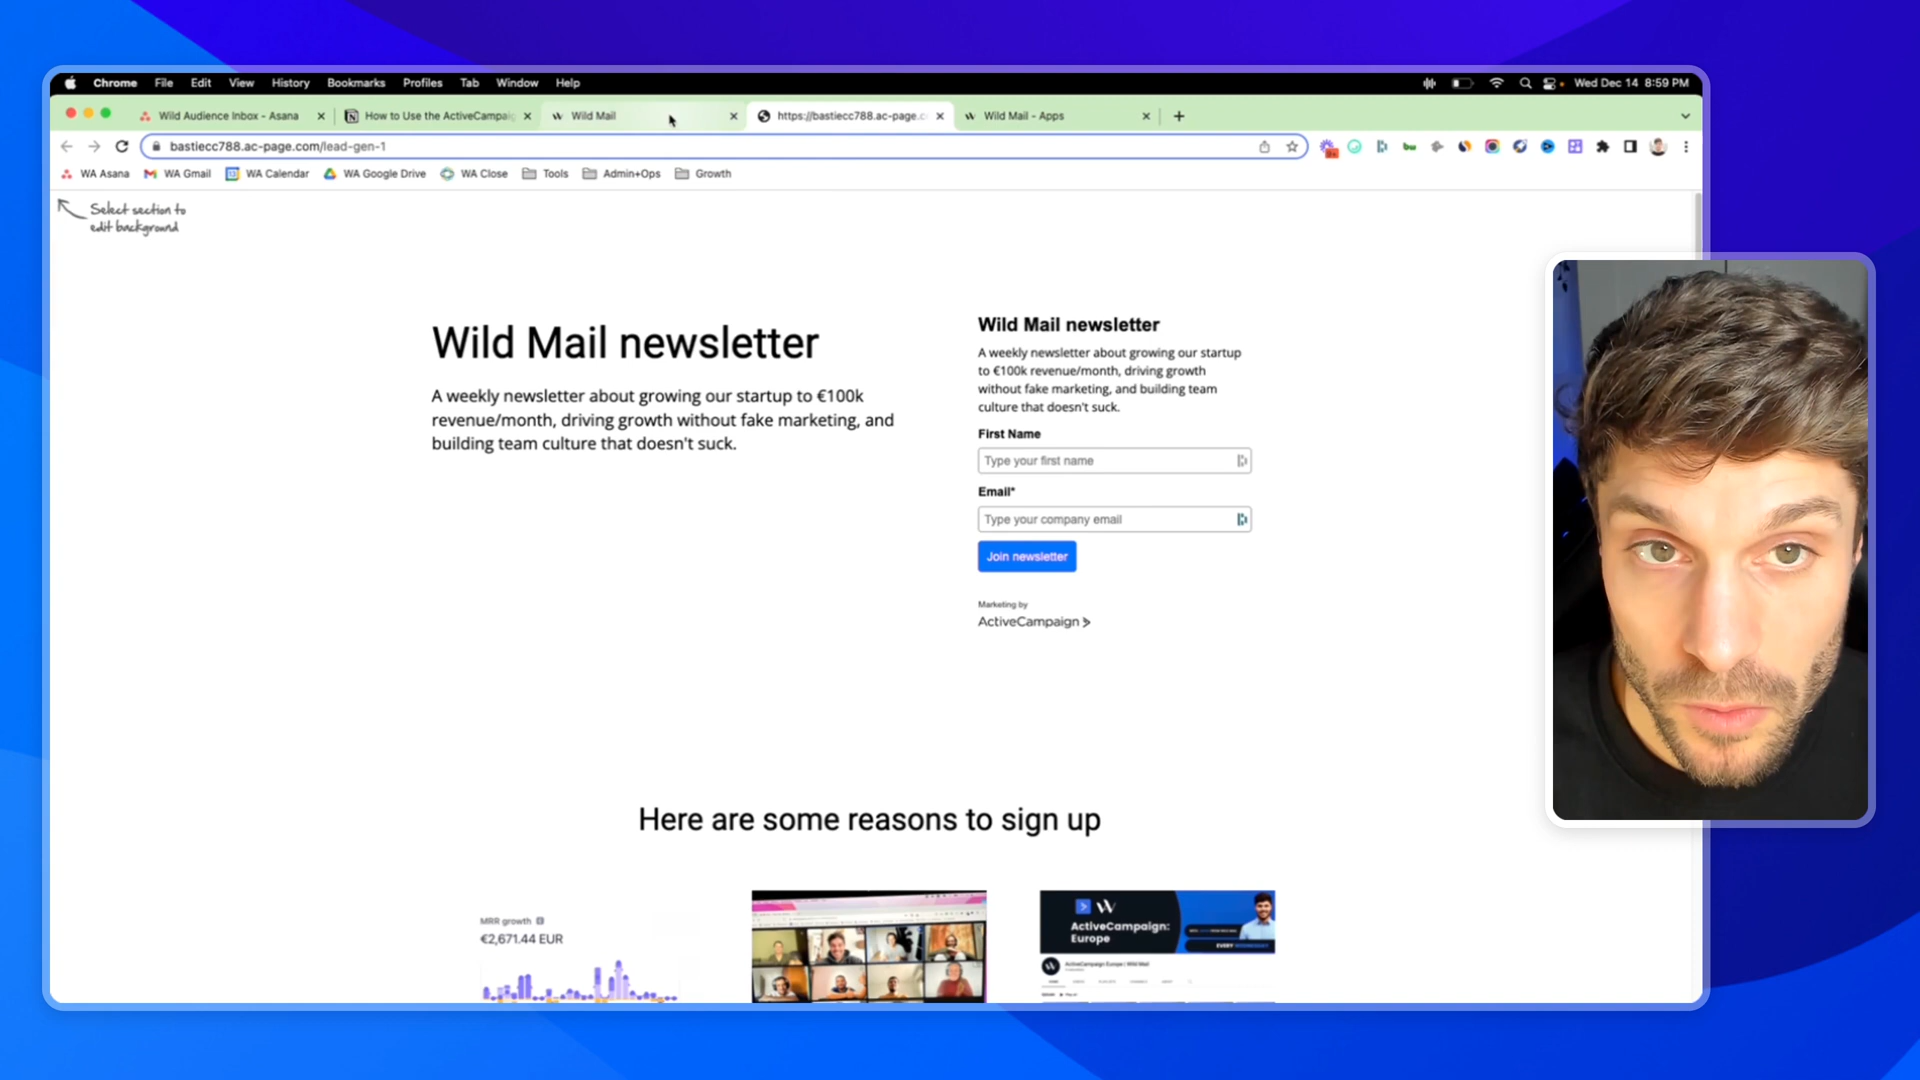 Chrome File Edit View History Bookmarks Profiles Tab Window Help
Wed Dec 14 8:59 PM
Wild Audience Inbox - Asana
How to Use the ActiveCampaig
Wild Mail
https://bastiecc788.ac-page.c
Wild Mail - Apps
bastiecc788.ac-page.com/lead-gen-1
WA Asana WA Gmail WA Calendar WA Google Drive WA Close Tools Admin+Ops Growth
Select section to
edit background
Wild Mail newsletter
A weekly newsletter about growing our startup to €100k
revenue/month, driving growth without fake marketing, and
building team culture that doesn't suck.
Wild Mail newsletter
A weekly newsletter about growing our startup
to €100k revenue/month, driving growth
without fake marketing, and building team
culture that doesn't suck.
First Name
Type your first name
Email*
Type your company email
Join newsletter
Marketing by
ActiveCampaign
Here are some reasons to sign up
MRR growth
€2,671.44 EUR
ActiveCampaign:
Europe
EVERY WEDNESDAY
ActiveCampaign Europe | Wild Mail